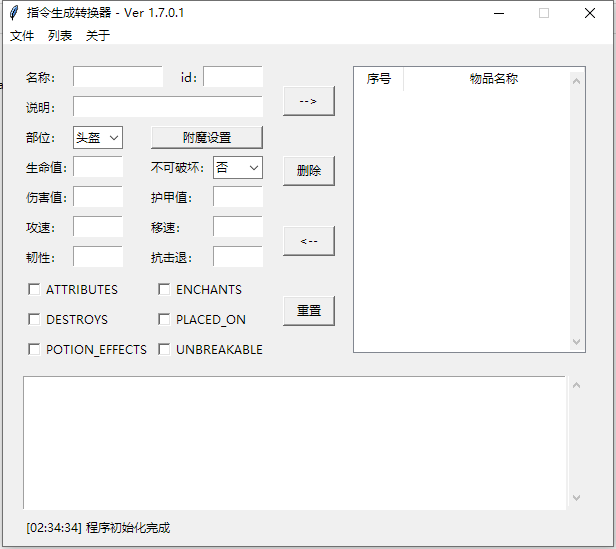 指令生成转换器 - Ver 1.7.0.1
文件 列表 关于
名称： id：
说明：
部位： 头盔 附魔设置
生命值： 不可破坏： 否
伤害值： 护甲值：
攻速： 移速：
韧性： 抗击退：
ATTRIBUTES ENCHANTS
DESTROYS PLACED_ON
POTION_EFFECTS UNBREAKABLE
-->
删除
<--
重置
序号 物品名称
[02:34:34] 程序初始化完成